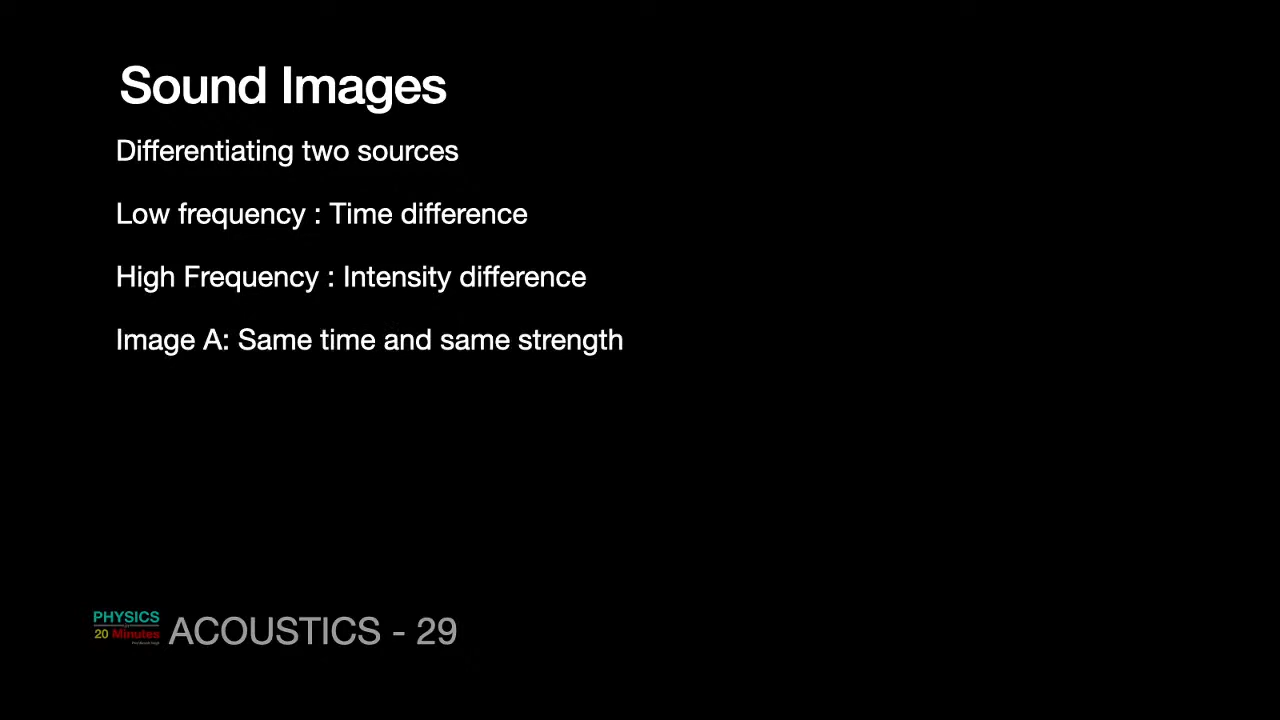 Sound Images
Differentiating two sources
Low frequency : Time difference
High Frequency : Intensity difference
Image A: Same time and same strength
PHYSICS
20 Minutes
ACOUSTICS - 29